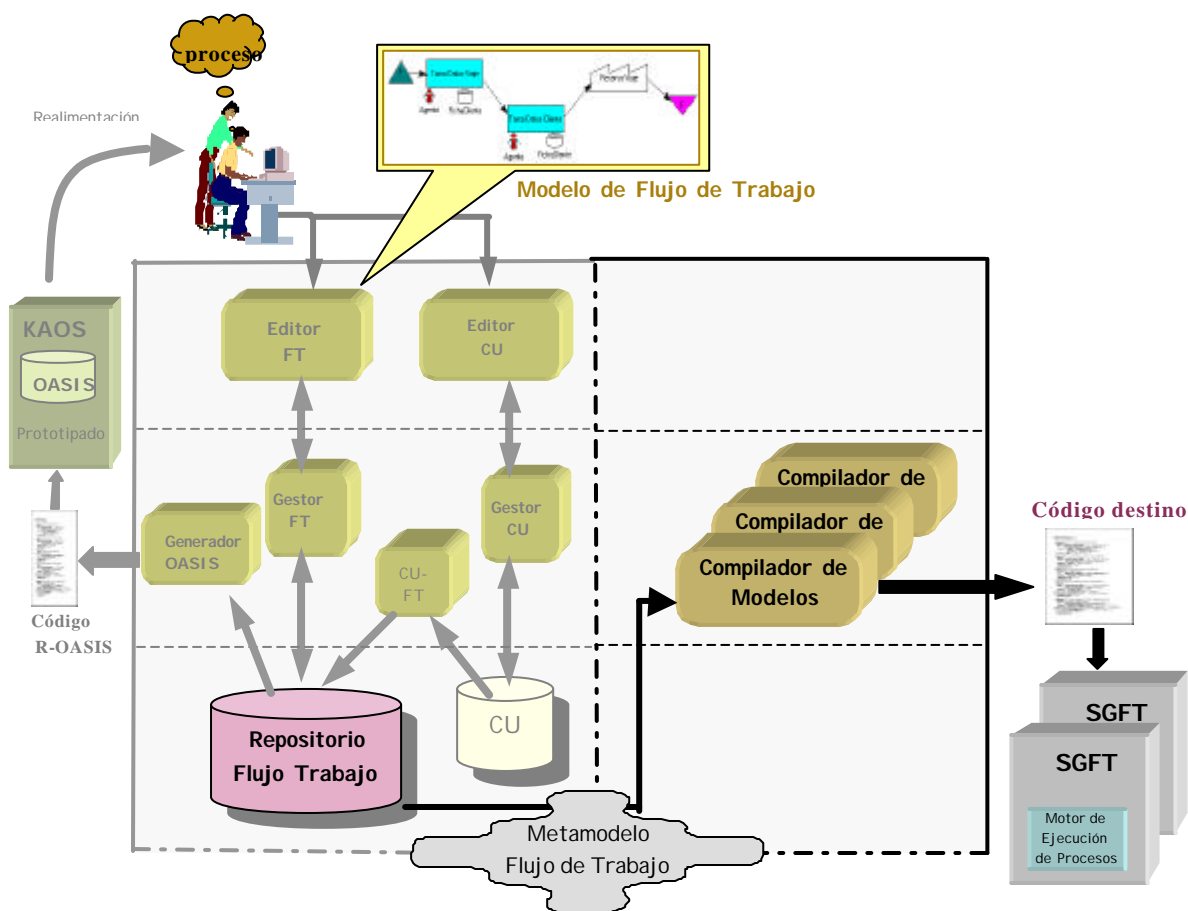 proceso
Realimentación
Agente
Agente
Modelo de Flujo de Trabajo
Editor
FT
Editor
CU
KAOS
OASIS
Prototipado
Gestor
FT
Gestor
CU
Generador
OASIS
CU-
FT
Código
R-OASIS
Compilador de
Compilador de
Compilador de
Modelos
Código destino
Repositorio
Flujo Trabajo
CU
Metamodelo
Flujo de Trabajo
SGFT
SGFT
Motor de
Ejecución
de Procesos